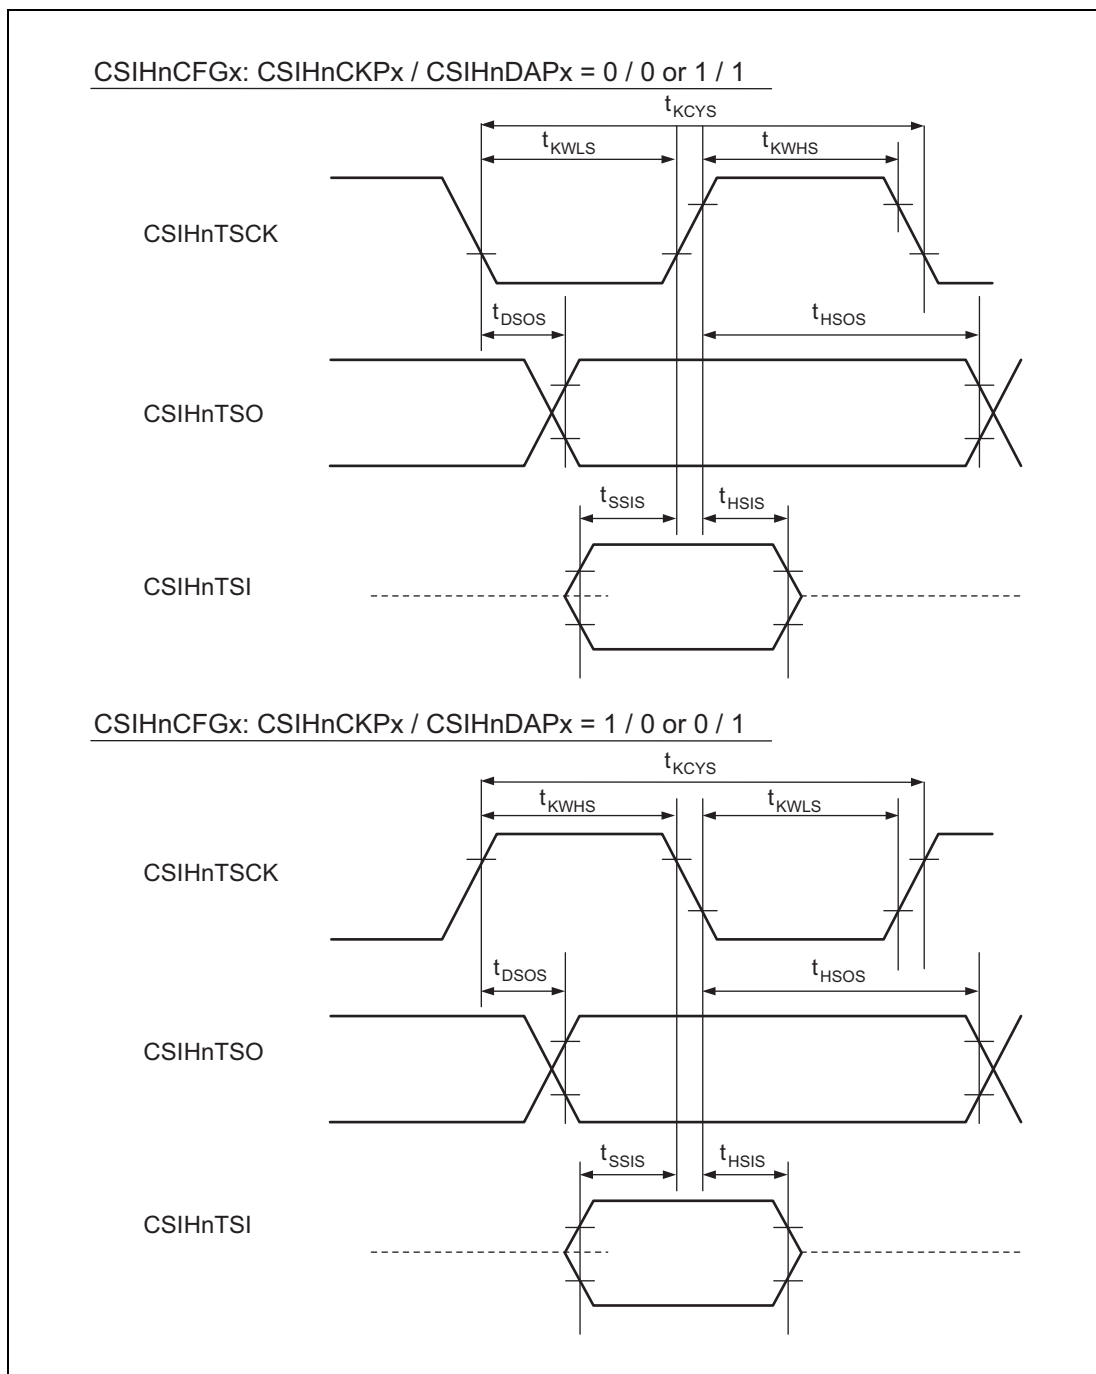 CSIHnCFGx: CSIHnCKPx / CSIHnDAPx = 0 / 0 or 1 / 1
tKCYS
tKWLS
tKWHS
CSIHnTSCK
tDSOS
tHSOS
CSIHnTSO
tSSIS
tHSIS
CSIHnTSI
CSIHnCFGx: CSIHnCKPx / CSIHnDAPx = 1 / 0 or 0 / 1
tKCYS
tKWHS
tKWLS
CSIHnTSCK
tDSOS
tHSOS
CSIHnTSO
tSSIS
tHSIS
CSIHnTSI